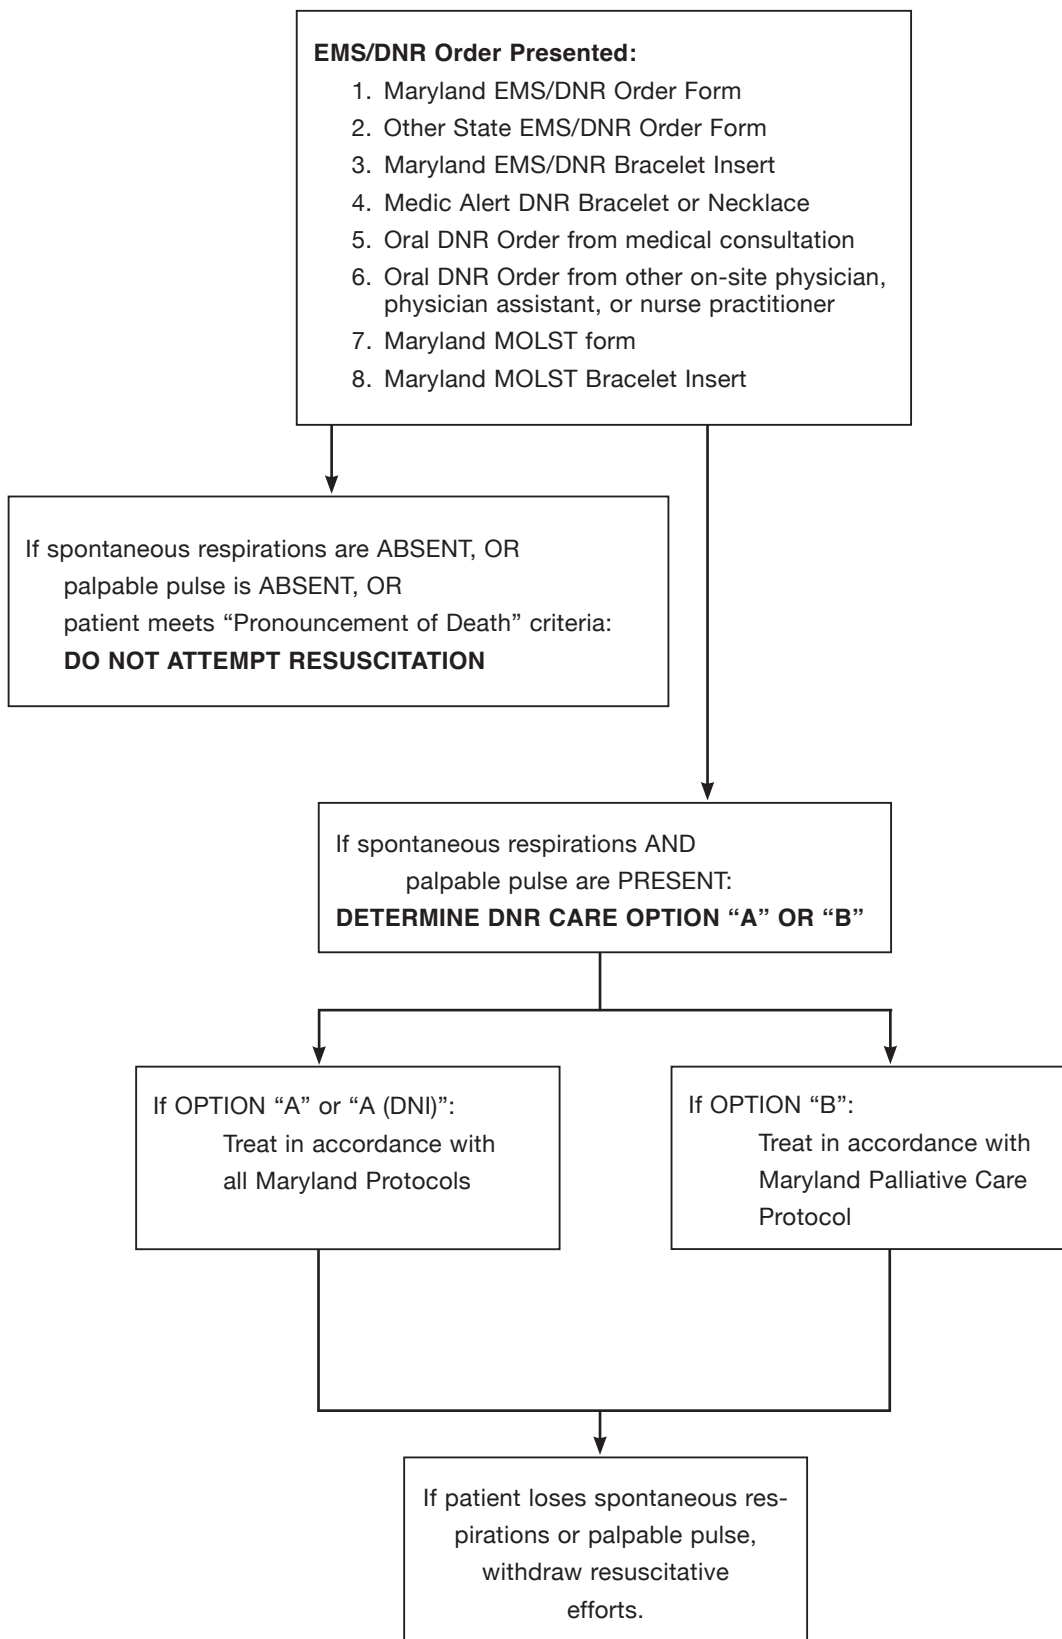 EMS/DNR Order Presented:
1. Maryland EMS/DNR Order Form
2. Other State EMS/DNR Order Form
3. Maryland EMS/DNR Bracelet Insert
4. Medic Alert DNR Bracelet or Necklace
5. Oral DNR Order from medical consultation
6. Oral DNR Order from other on-site physician,
physician assistant, or nurse practitioner
7. Maryland MOLST form
8. Maryland MOLST Bracelet Insert
If spontaneous respirations are ABSENT, OR
palpable pulse is ABSENT, OR
patient meets “Pronouncement of Death” criteria:
DO NOT ATTEMPT RESUSCITATION
If spontaneous respirations AND
palpable pulse are PRESENT:
DETERMINE DNR CARE OPTION “A” OR “B”
If OPTION “A” or “A (DNI)”:
Treat in accordance with
all Maryland Protocols
If OPTION “B”:
Treat in accordance with
Maryland Palliative Care
Protocol
If patient loses spontaneous res-
pirations or palpable pulse,
withdraw resuscitative
efforts.